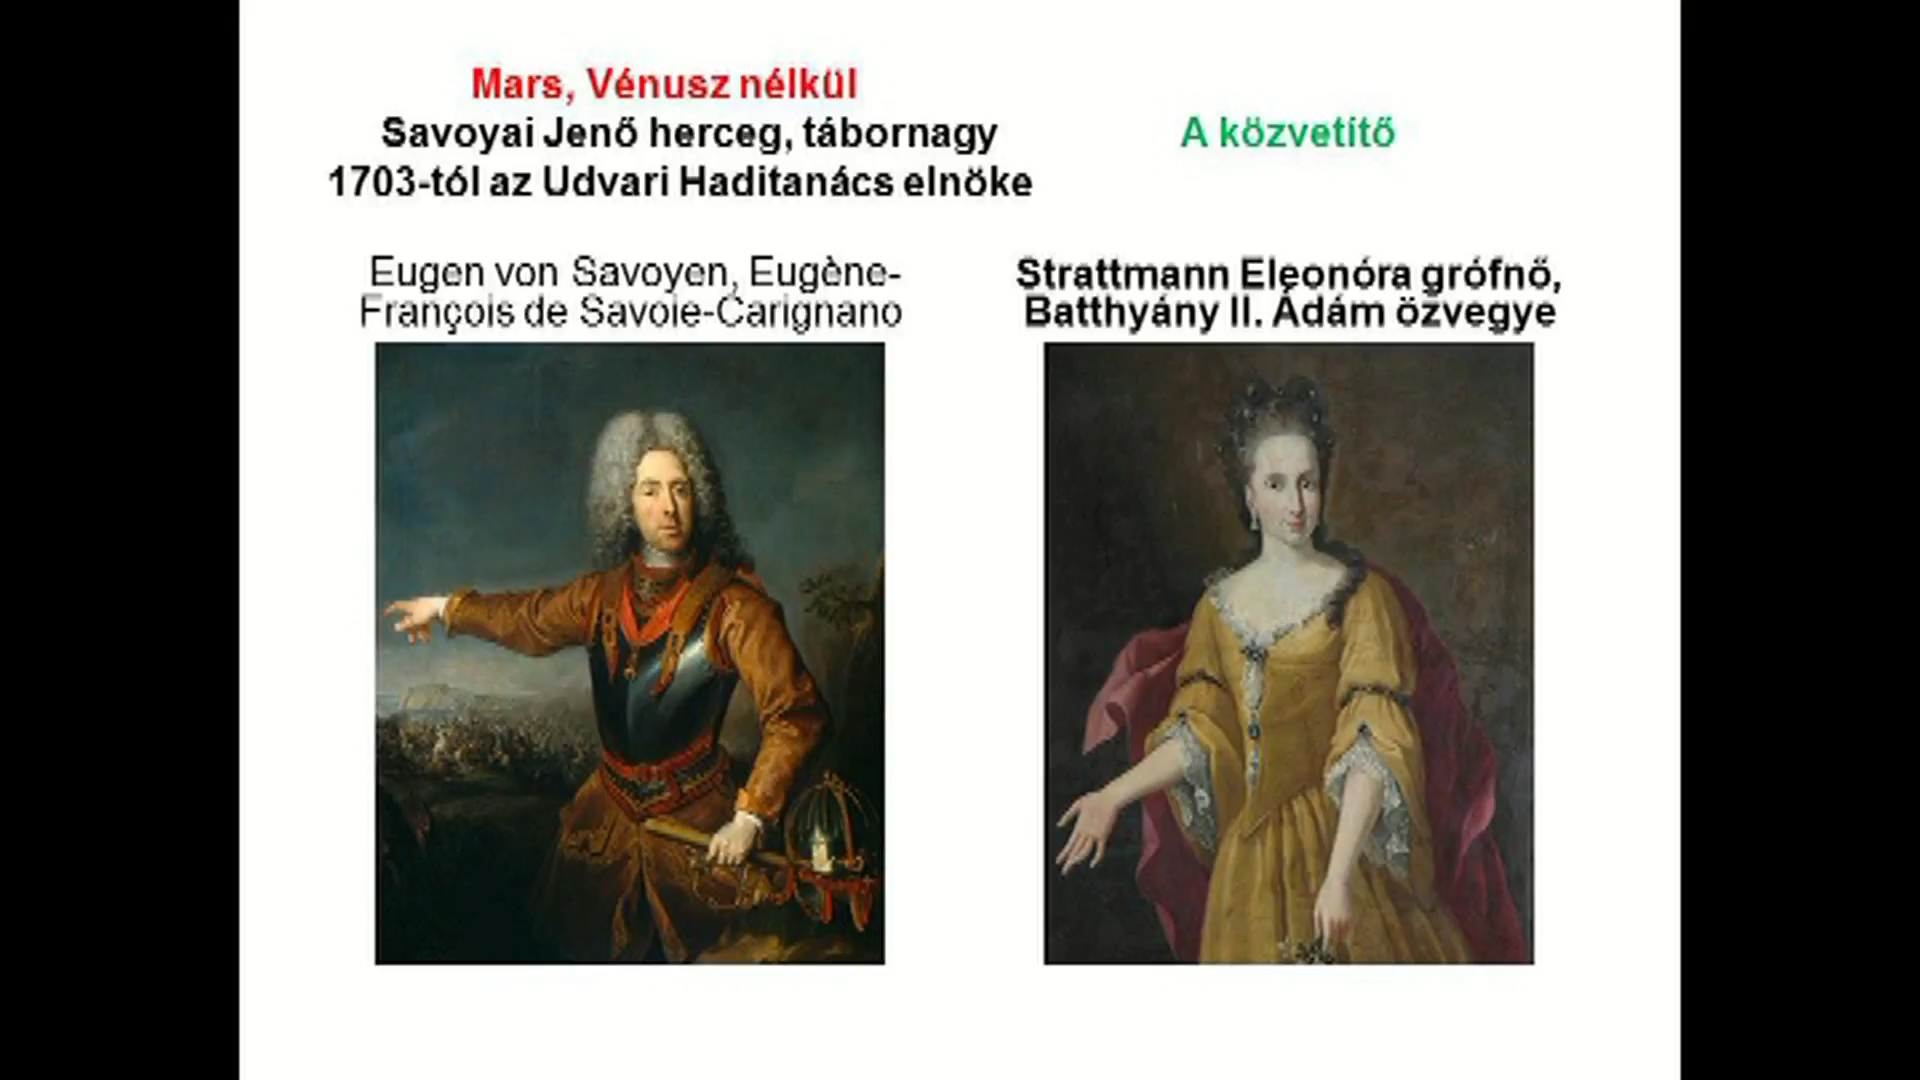 Mars, Vénusz nélkül
Savoyai Jenő herceg, tábornagy
1703-tól az Udvari Haditanács elnöke
A közvetítő
Eugen von Savoyen, Eugène-
François de Savoie-Carignano
Strattmann Eleonóra grófnő,
Batthyány II. Ádám özvegye